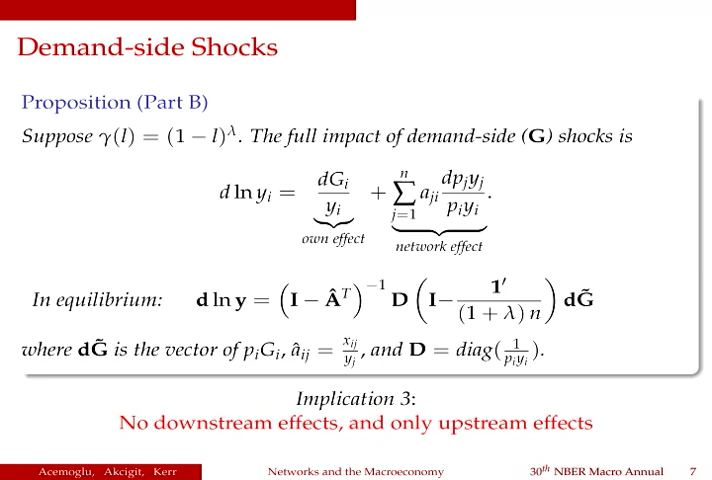 Demand-side Shocks
Proposition (Part B)
Suppose γ(l) = (1 − l)^λ. The full impact of demand-side (G) shocks is
d ln y_i = dG_i / y_i + ∑_{j=1}^{n} a_{ji} dp_j y_j / p_i y_i .
own effect network effect
In equilibrium: d ln y = (I − Â^T)^{−1} D (I − 1′ / (1 + λ) n) dG̃
where dG̃ is the vector of p_i G_i, â_{ij} = x_{ij} / y_j, and D = diag(1 / p_i y_i).
Implication 3:
No downstream effects, and only upstream effects
Acemoglu, Akcigit, Kerr Networks and the Macroeconomy 30th NBER Macro Annual 7